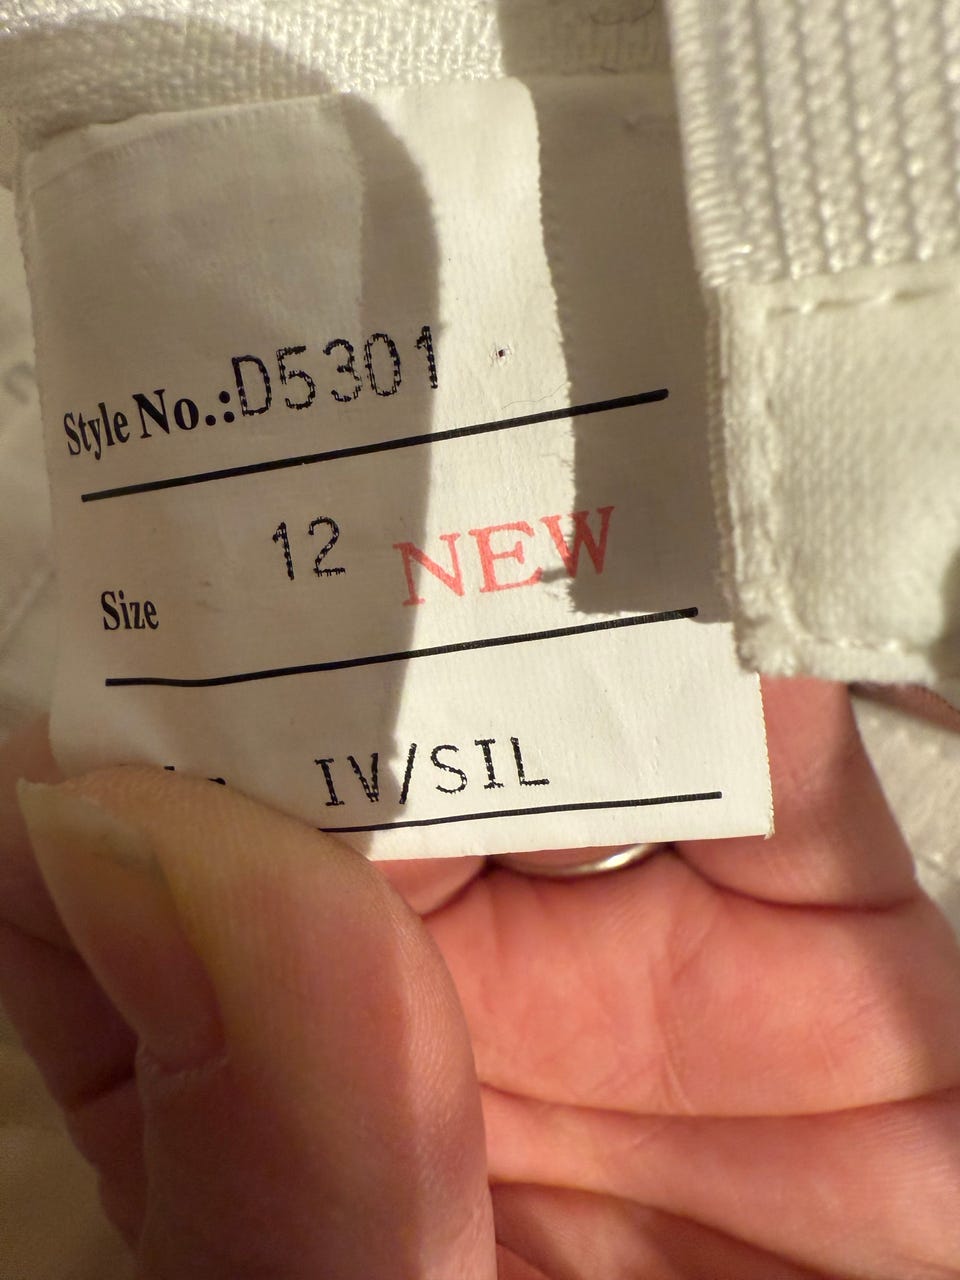 Style No.:D5301
12 NEW
Size
IV/SIL